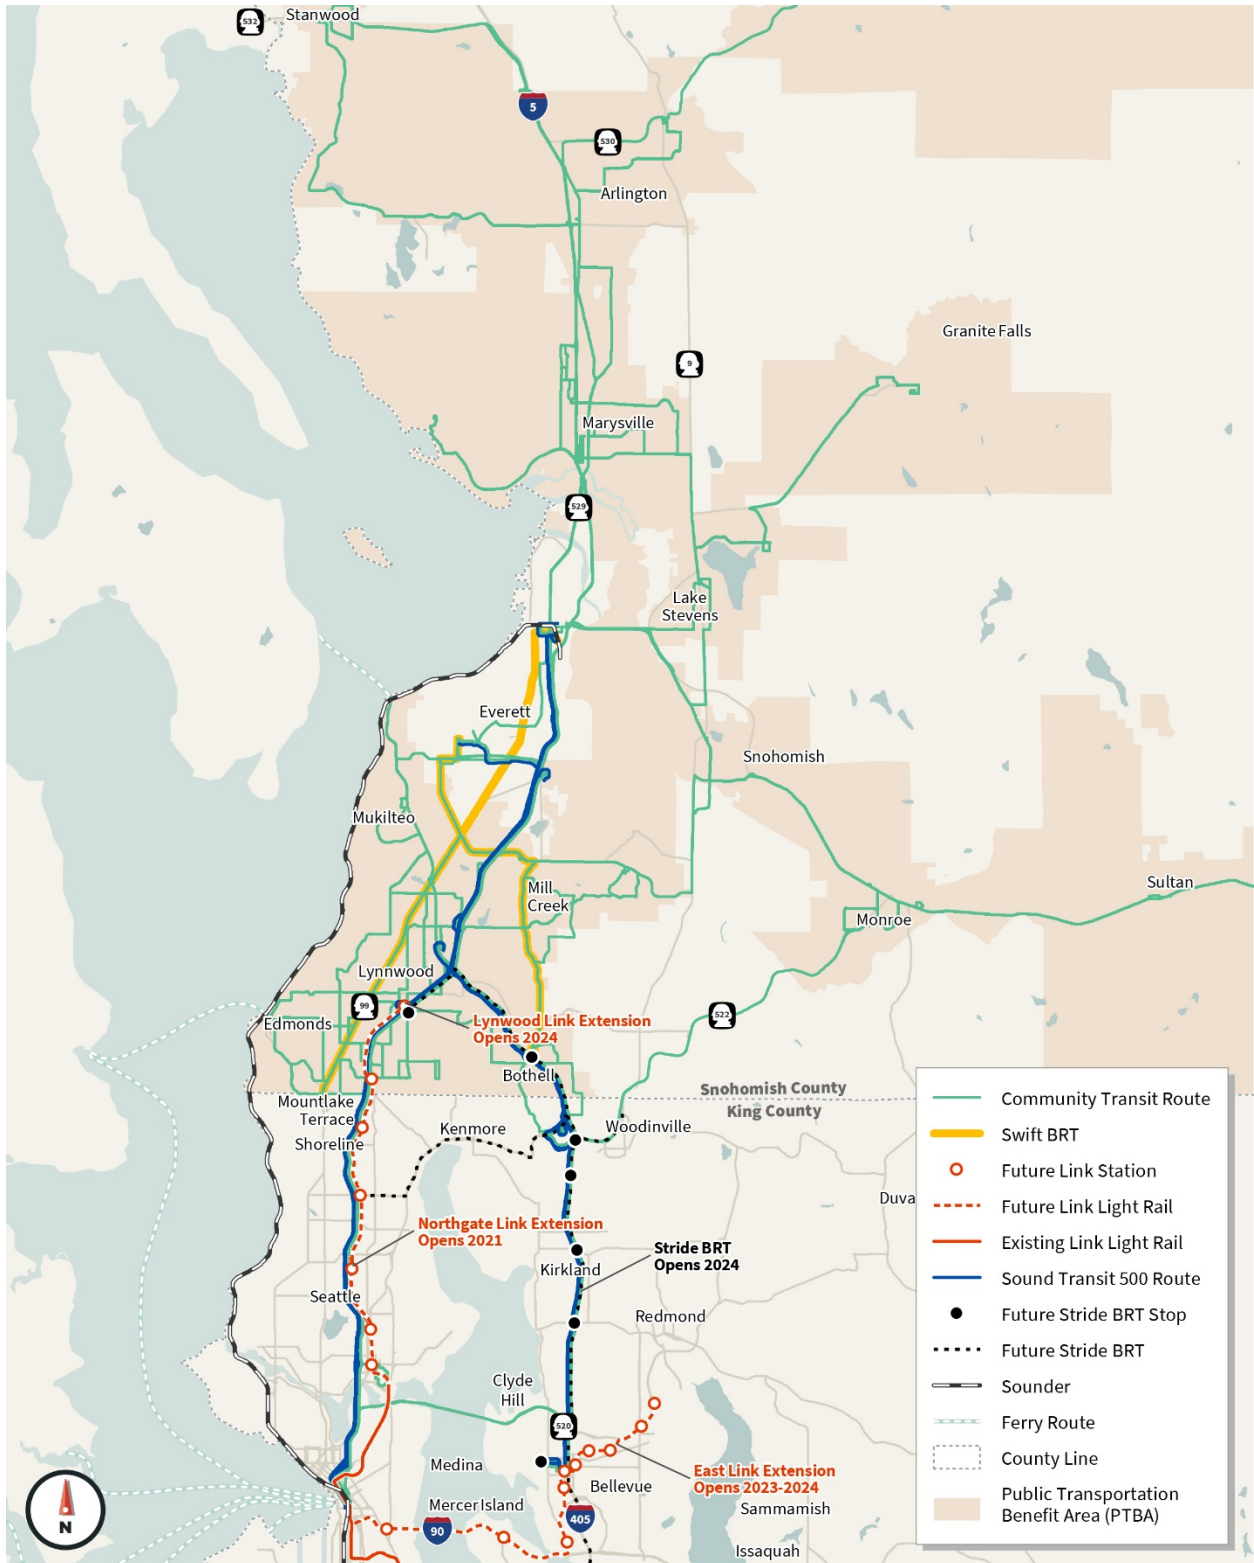 532
Stanwood
5
530
Arlington
Granite Falls
9
Marysville
529
Lake
Stevens
Everett
Snohomish
Mukilteo
Mill
Creek
Sultan
Monroe
Lynnwood
99
522
Edmonds
Lynwood Link Extension
Opens 2024
Bothell
Snohomish County
King County
Mountlake
Terrace
Shoreline
Kenmore
Woodinville
Duva
Northgate Link Extension
Opens 2021
Stride BRT
Opens 2024
Kirkland
Seattle
Redmond
Clyde
Hill
520
Medina
East Link Extension
Opens 2023-2024
Bellevue
Mercer Island
Sammamish
90
405
Issaquah
N
Community Transit Route
Swift BRT
Future Link Station
Future Link Light Rail
Existing Link Light Rail
Sound Transit 500 Route
Future Stride BRT Stop
Future Stride BRT
Sounder
Ferry Route
County Line
Public Transportation
Benefit Area (PTBA)